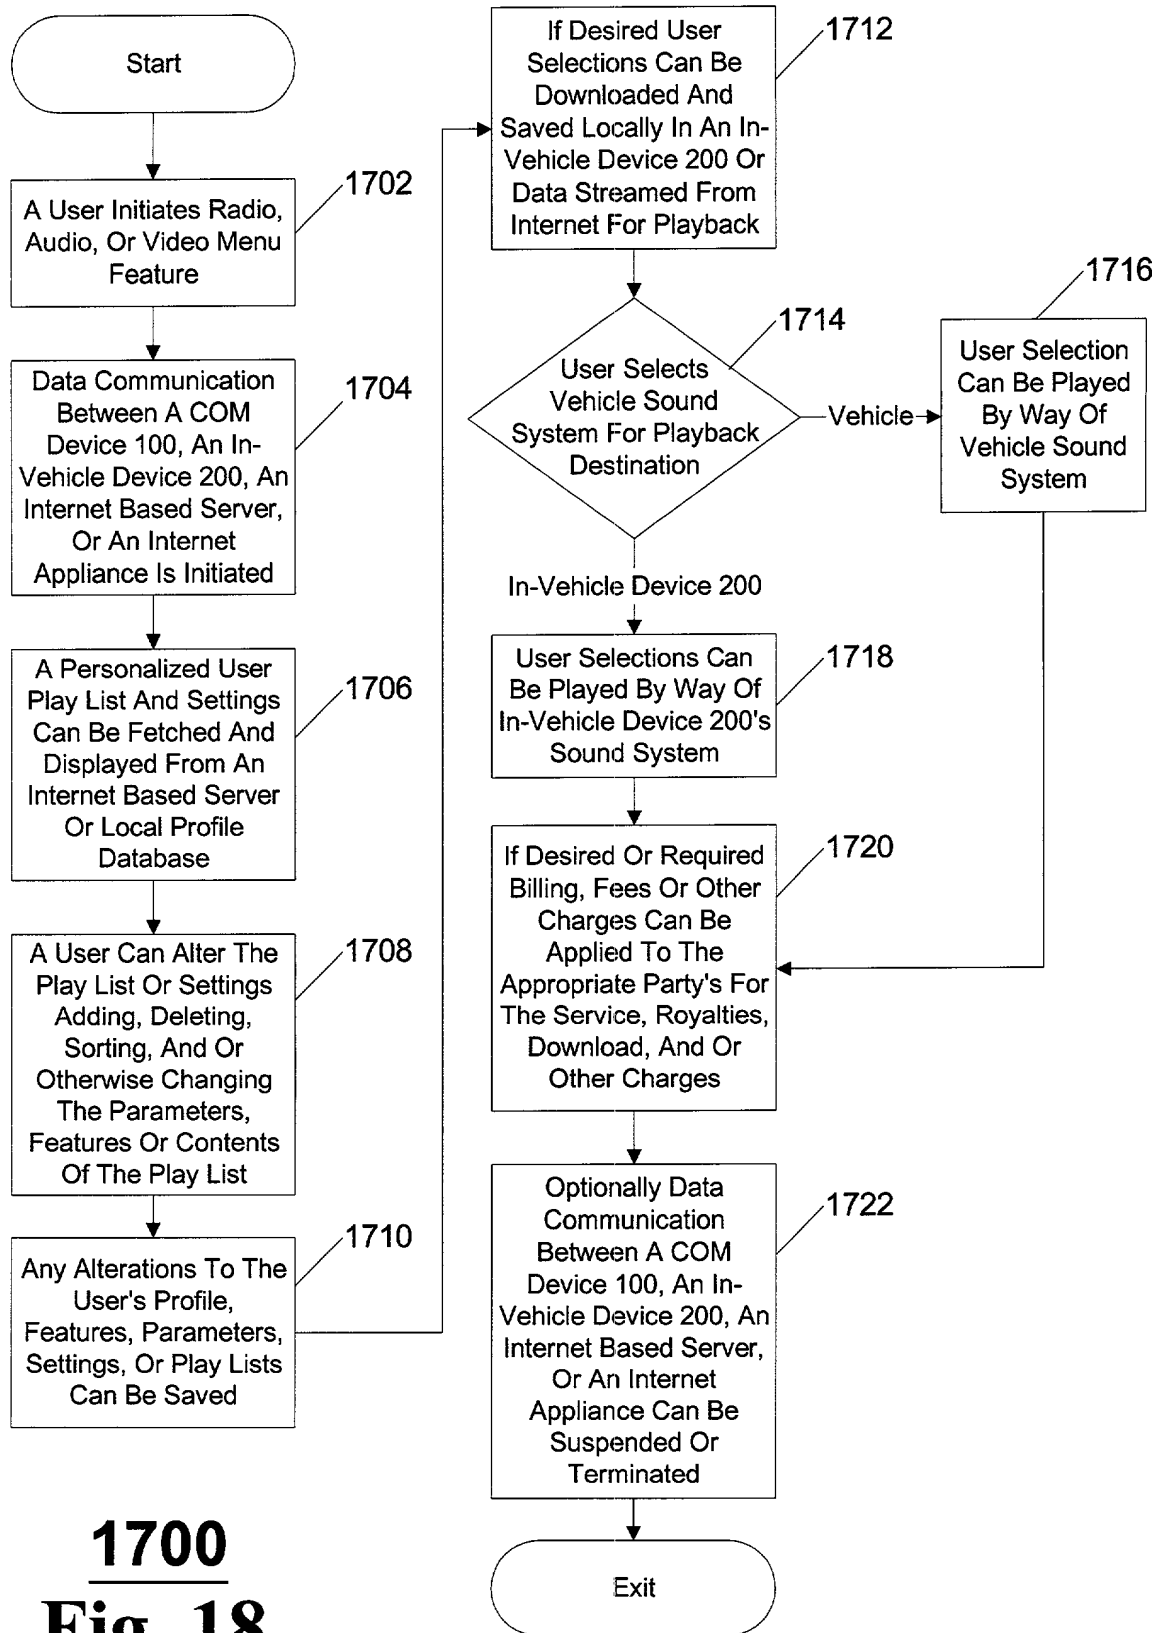 Start
1702
A User Initiates Radio,
Audio, Or Video Menu
Feature
1704
Data Communication
Between A COM
Device 100, An In-
Vehicle Device 200, An
Internet Based Server,
Or An Internet
Appliance Is Initiated
1706
A Personalized User
Play List And Settings
Can Be Fetched And
Displayed From An
Internet Based Server
Or Local Profile
Database
1708
A User Can Alter The
Play List Or Settings
Adding, Deleting,
Sorting, And Or
Otherwise Changing
The Parameters,
Features Or Contents
Of The Play List
1710
Any Alterations To The
User's Profile,
Features, Parameters,
Settings, Or Play Lists
Can Be Saved
1712
If Desired User
Selections Can Be
Downloaded And
Saved Locally In An In-
Vehicle Device 200 Or
Data Streamed From
Internet For Playback
1714
User Selects
Vehicle Sound
System For Playback
Destination
Vehicle
1716
User Selection
Can Be Played
By Way Of
Vehicle Sound
System
In-Vehicle Device 200
1718
User Selections Can
Be Played By Way Of
In-Vehicle Device 200's
Sound System
1720
If Desired Or Required
Billing, Fees Or Other
Charges Can Be
Applied To The
Appropriate Party's For
The Service, Royalties,
Download, And Or
Other Charges
1722
Optionally Data
Communication
Between A COM
Device 100, An In-
Vehicle Device 200, An
Internet Based Server,
Or An Internet
Appliance Can Be
Suspended Or
Terminated
Exit
1700
Fig. 18